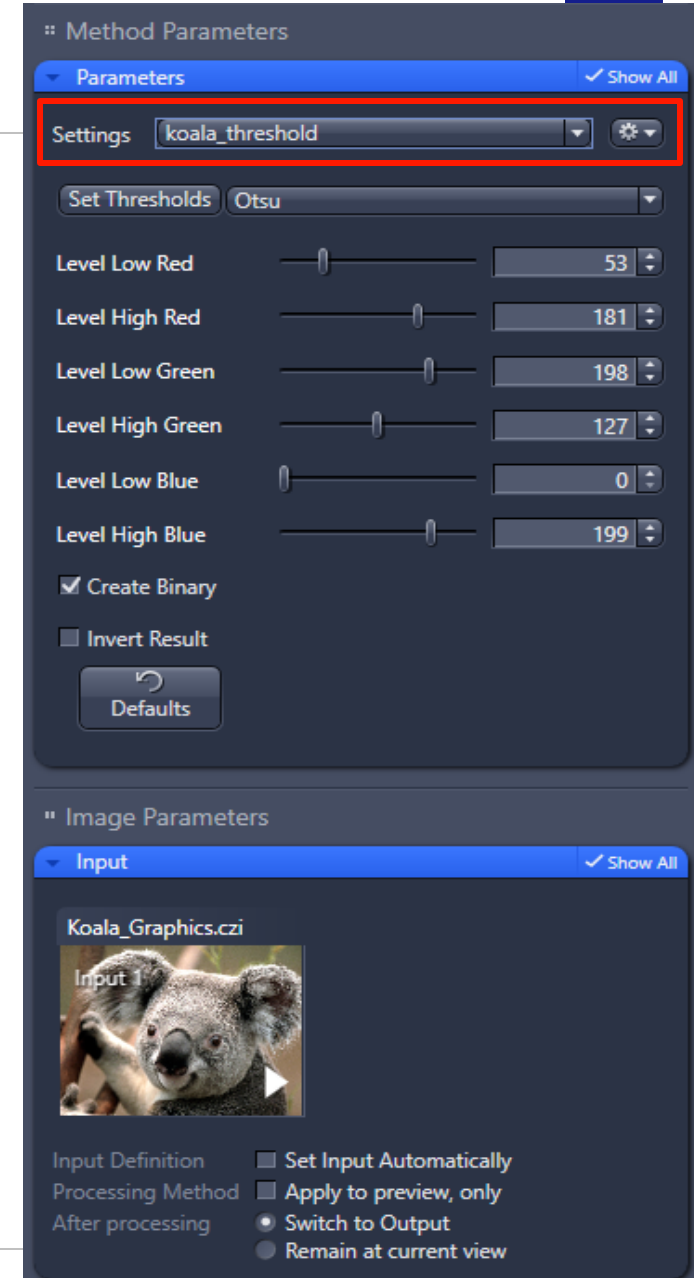 Method Parameters
Parameters Show All
Settings koala_threshold
Set Thresholds Otsu
Level Low Red 53
Level High Red 181
Level Low Green 198
Level High Green 127
Level Low Blue 0
Level High Blue 199
Create Binary
Invert Result
Defaults
Image Parameters
Input Show All
Koala_Graphics.czi
Input 1
Input Definition Set Input Automatically
Processing Method Apply to preview, only
After processing Switch to Output
Remain at current view